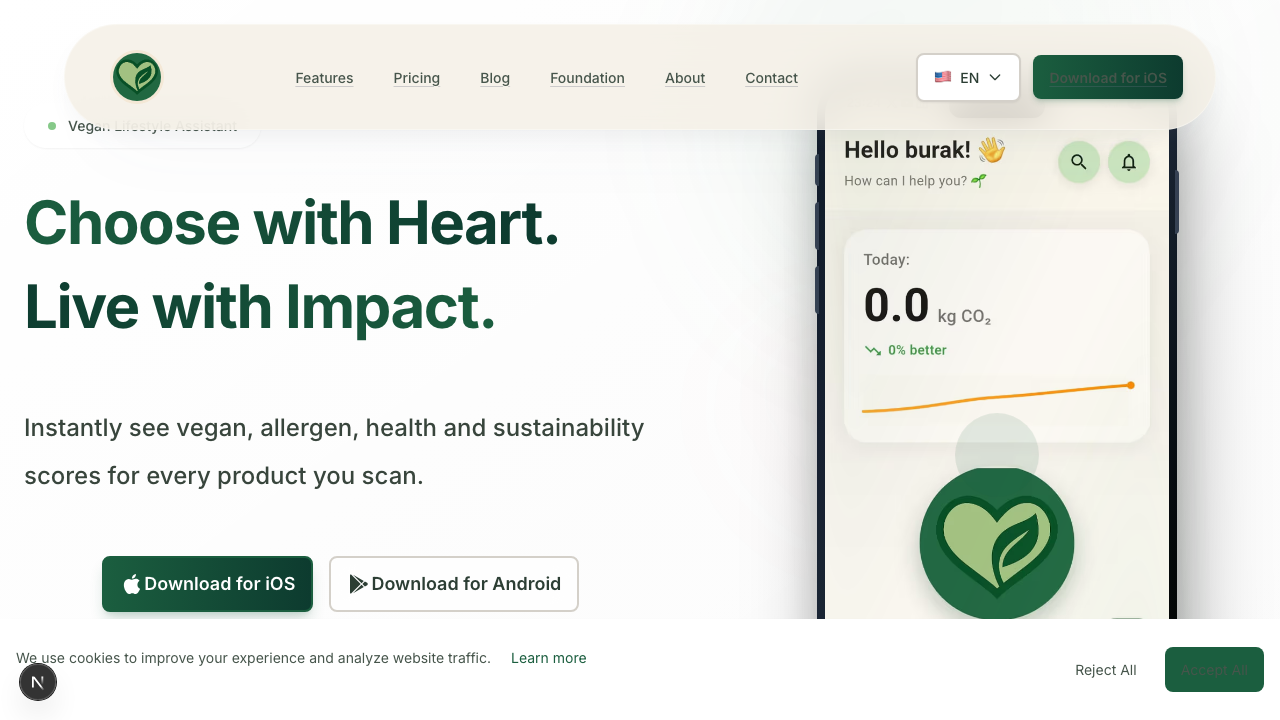 Features
Pricing
Blog
Foundation
About
Contact
EN
Download for iOS
Vegan Lifestyle Assistant
Choose with Heart.
Live with Impact.
Instantly see vegan, allergen, health and sustainability
scores for every product you scan.
Download for iOS
Download for Android
Hello burak! 👋
How can I help you? 🌱
Today:
0.0 kg CO₂
0% better
We use cookies to improve your experience and analyze website traffic. Learn more
Reject All
Accept All
N